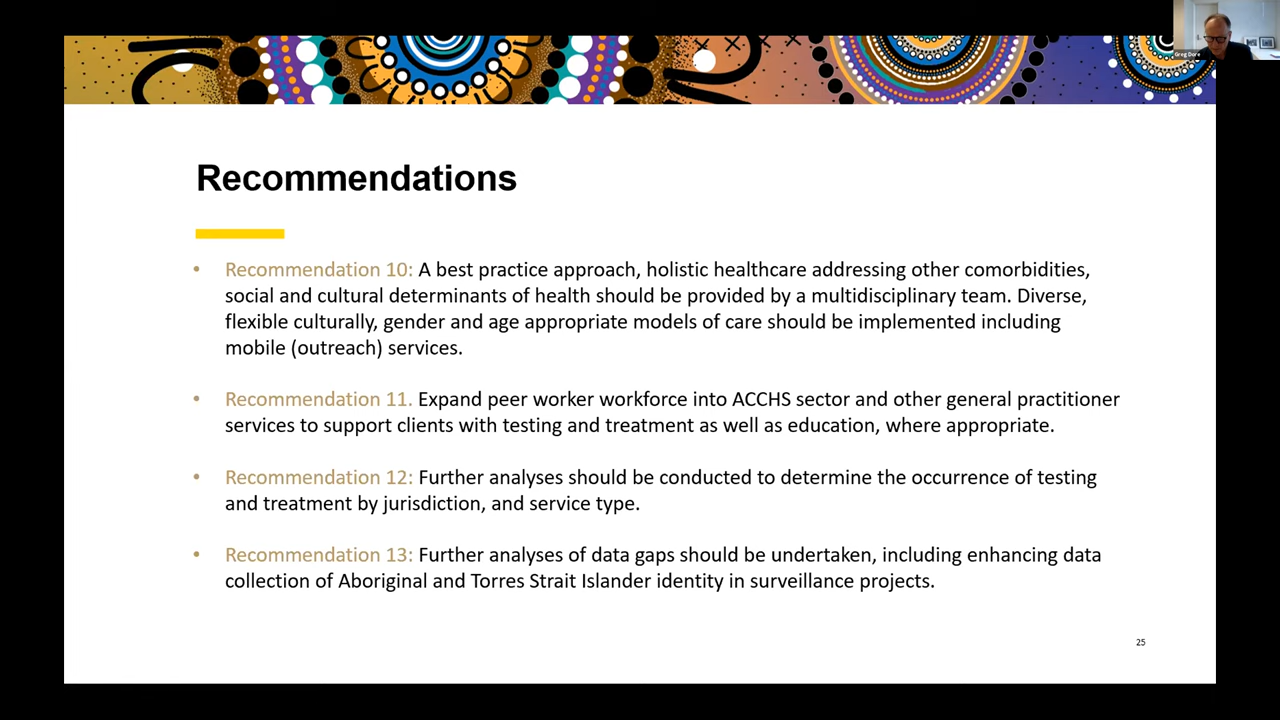 Greg Dore
Recommendations
• Recommendation 10: A best practice approach, holistic healthcare addressing other comorbidities,
social and cultural determinants of health should be provided by a multidisciplinary team. Diverse,
flexible culturally, gender and age appropriate models of care should be implemented including
mobile (outreach) services.
• Recommendation 11. Expand peer worker workforce into ACCHS sector and other general practitioner
services to support clients with testing and treatment as well as education, where appropriate.
• Recommendation 12: Further analyses should be conducted to determine the occurrence of testing
and treatment by jurisdiction, and service type.
• Recommendation 13: Further analyses of data gaps should be undertaken, including enhancing data
collection of Aboriginal and Torres Strait Islander identity in surveillance projects.
25